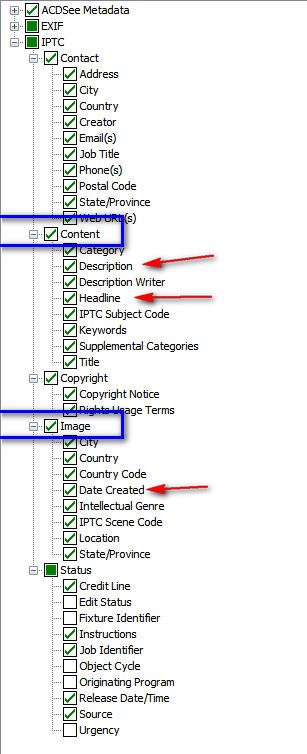 ACDSee Metadata
EXIF
IPTC
Contact
Address
City
Country
Creator
Email(s)
Job Title
Phone(s)
Postal Code
State/Province
Web URL(s)
Content
Category
Description
Description Writer
Headline
IPTC Subject Code
Keywords
Supplemental Categories
Title
Copyright
Copyright Notice
Rights Usage Terms
Image
City
Country
Country Code
Date Created
Intellectual Genre
IPTC Scene Code
Location
State/Province
Status
Credit Line
Edit Status
Fixture Identifier
Instructions
Job Identifier
Object Cycle
Originating Program
Release Date/Time
Source
Urgency